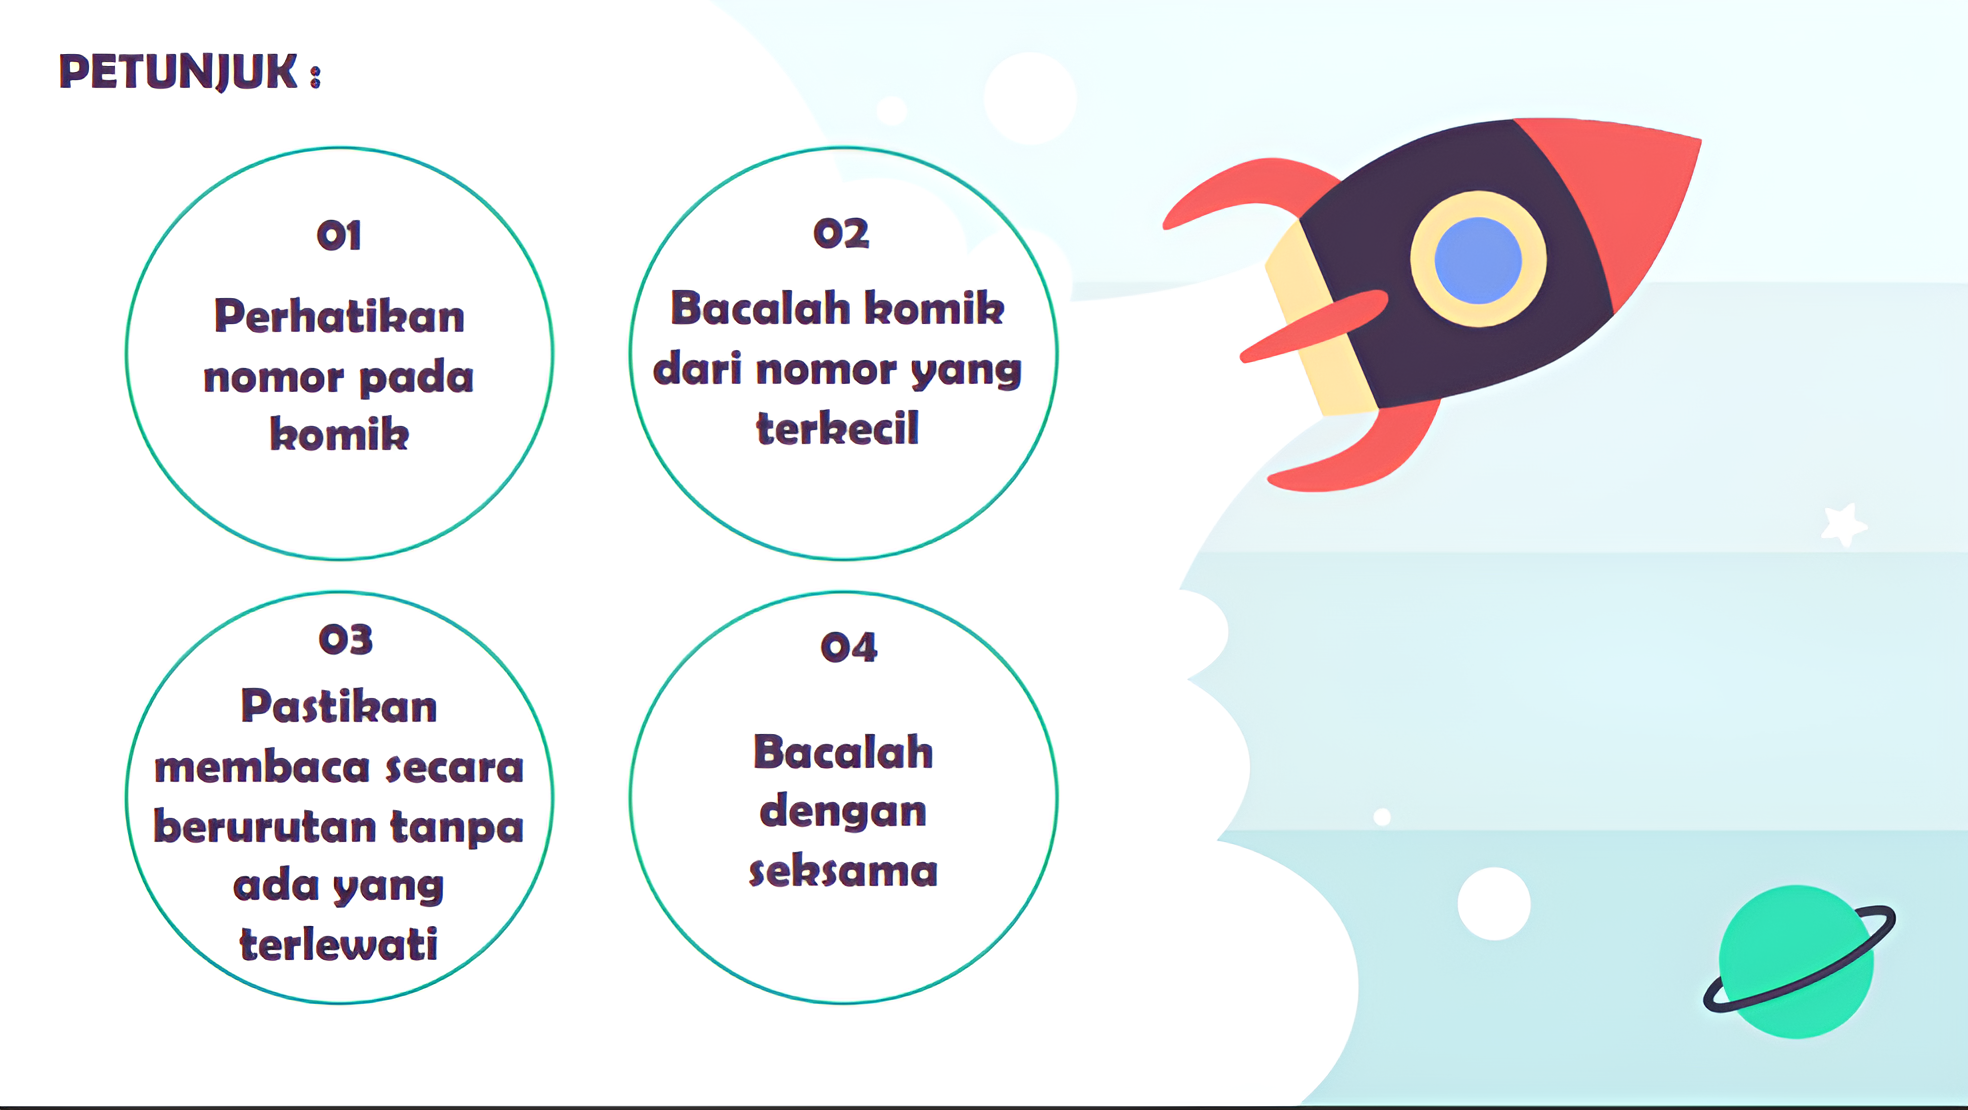 PETUNJUK :
01
Perhatikan
nomor pada
komik
02
Bacalah komik
dari nomor yang
terkecil
03
Pastikan
membaca secara
berurutan tanpa
ada yang
terlewati
04
Bacalah
dengan
seksama